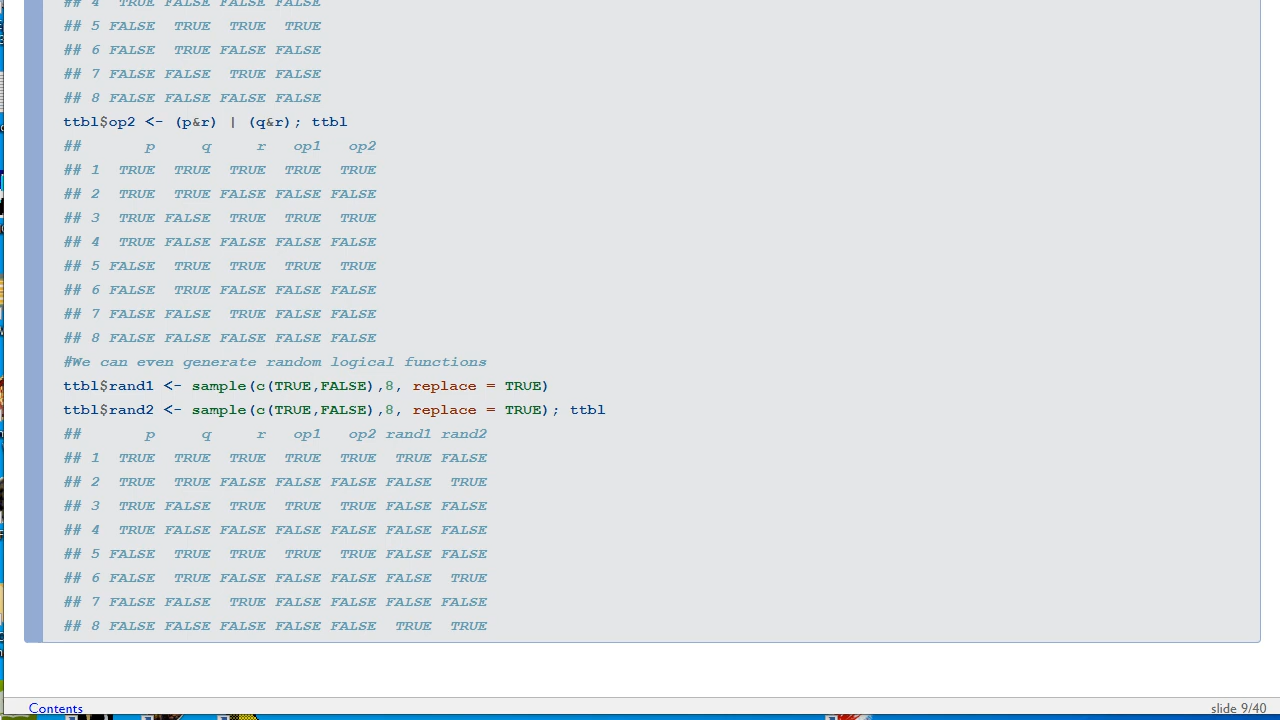 ## 4  TRUE FALSE FALSE FALSE
## 5 FALSE  TRUE  TRUE  TRUE
## 6 FALSE  TRUE FALSE FALSE
## 7 FALSE FALSE  TRUE FALSE
## 8 FALSE FALSE FALSE FALSE
ttbl$op2 <- (p&r) | (q&r); ttbl
##       p     q     r   op1   op2
## 1  TRUE  TRUE  TRUE  TRUE  TRUE
## 2  TRUE  TRUE FALSE FALSE FALSE
## 3  TRUE FALSE  TRUE  TRUE  TRUE
## 4  TRUE FALSE FALSE FALSE FALSE
## 5 FALSE  TRUE  TRUE  TRUE  TRUE
## 6 FALSE  TRUE FALSE FALSE FALSE
## 7 FALSE FALSE  TRUE FALSE FALSE
## 8 FALSE FALSE FALSE FALSE FALSE
#We can even generate random logical functions
ttbl$rand1 <- sample(c(TRUE,FALSE),8, replace = TRUE)
ttbl$rand2 <- sample(c(TRUE,FALSE),8, replace = TRUE); ttbl
##       p     q     r   op1   op2 rand1 rand2
## 1  TRUE  TRUE  TRUE  TRUE  TRUE  TRUE FALSE
## 2  TRUE  TRUE FALSE FALSE FALSE FALSE  TRUE
## 3  TRUE FALSE  TRUE  TRUE  TRUE FALSE FALSE
## 4  TRUE FALSE FALSE FALSE FALSE FALSE FALSE
## 5 FALSE  TRUE  TRUE  TRUE  TRUE FALSE FALSE
## 6 FALSE  TRUE FALSE FALSE FALSE FALSE  TRUE
## 7 FALSE FALSE  TRUE FALSE FALSE FALSE FALSE
## 8 FALSE FALSE FALSE FALSE FALSE  TRUE  TRUE
Contents
slide 9/40